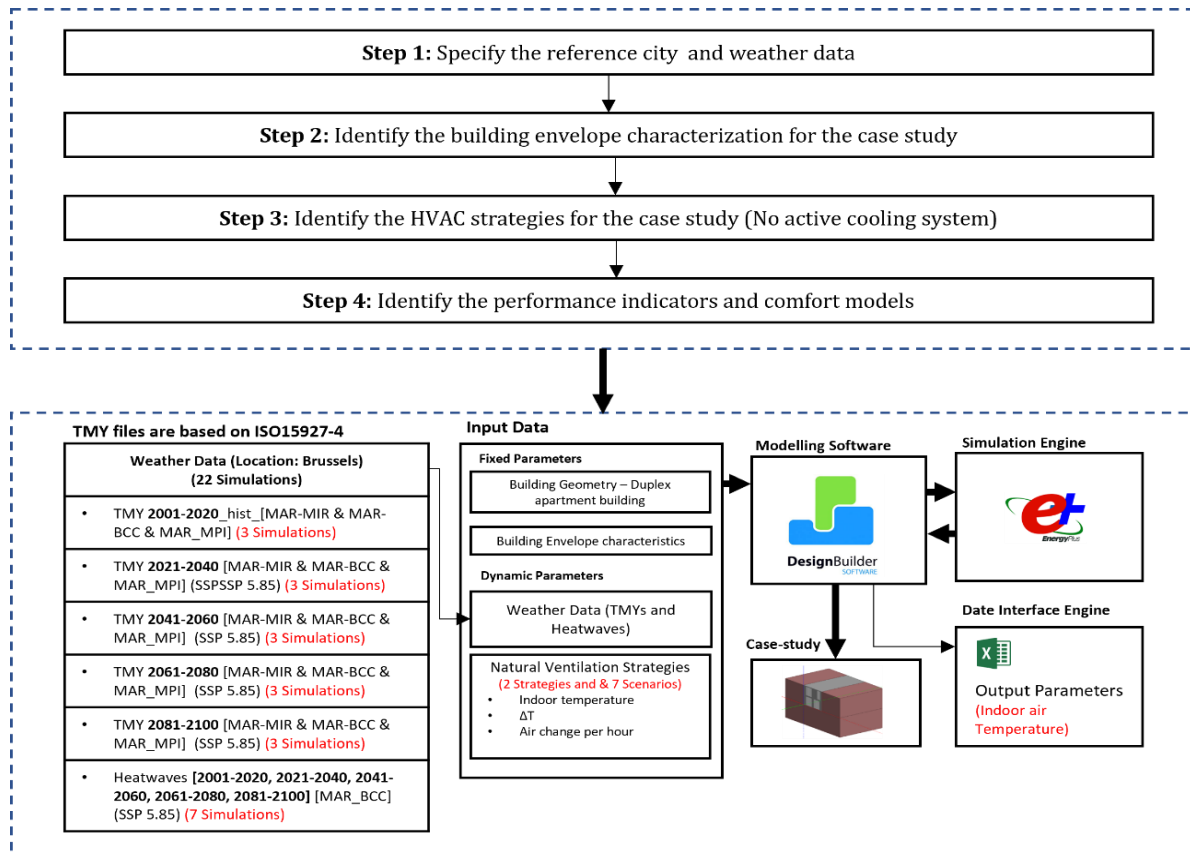 Step 1: Specify the reference city and weather data
Step 2: Identify the building envelope characterization for the case study
Step 3: Identify the HVAC strategies for the case study (No active cooling system)
Step 4: Identify the performance indicators and comfort models
TMY files are based on ISO15927-4
Weather Data (Location: Brussels)
(22 Simulations)
• TMY 2001-2020_hist_[MAR-MIR & MAR-
BCC & MAR_MPI] (3 Simulations)
• TMY 2021-2040 [MAR-MIR & MAR-BCC &
MAR_MPI] (SSPSSP 5.85) (3 Simulations)
• TMY 2041-2060 [MAR-MIR & MAR-BCC &
MAR_MPI] (SSP 5.85) (3 Simulations)
• TMY 2061-2080 [MAR-MIR & MAR-BCC &
MAR_MPI] (SSP 5.85) (3 Simulations)
• TMY 2081-2100 [MAR-MIR & MAR-BCC &
MAR_MPI] (SSP 5.85) (3 Simulations)
• Heatwaves [2001-2020, 2021-2040, 2041-
2060, 2061-2080, 2081-2100] [MAR_BCC]
(SSP 5.85) (7 Simulations)
Input Data
Fixed Parameters
Building Geometry – Duplex
apartment building
Building Envelope characteristics
Dynamic Parameters
Weather Data (TMYs and
Heatwaves)
Natural Ventilation Strategies
(2 Strategies and & 7 Scenarios)
• Indoor temperature
• ΔT
• Air change per hour
Modelling Software
DesignBuilder
SOFTWARE
Case-study
Simulation Engine
e+
EnergyPlus
Date Interface Engine
X
Output Parameters
(Indoor air
Temperature)